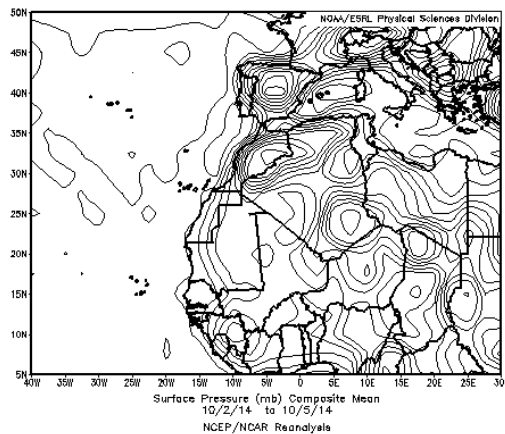 NOAA/ESRL Physical Sciences Division
50N
45N
40N
35N
30N
25N
20N
15N
10N
5N
40W 35W 30W 25W 20W 15W 10W 5W 0 5E 10E 15E 20E 25E 30
Surface Pressure (mb) Composite Mean
10/2/14 to 10/5/14
NCEP/NCAR Reanalysis